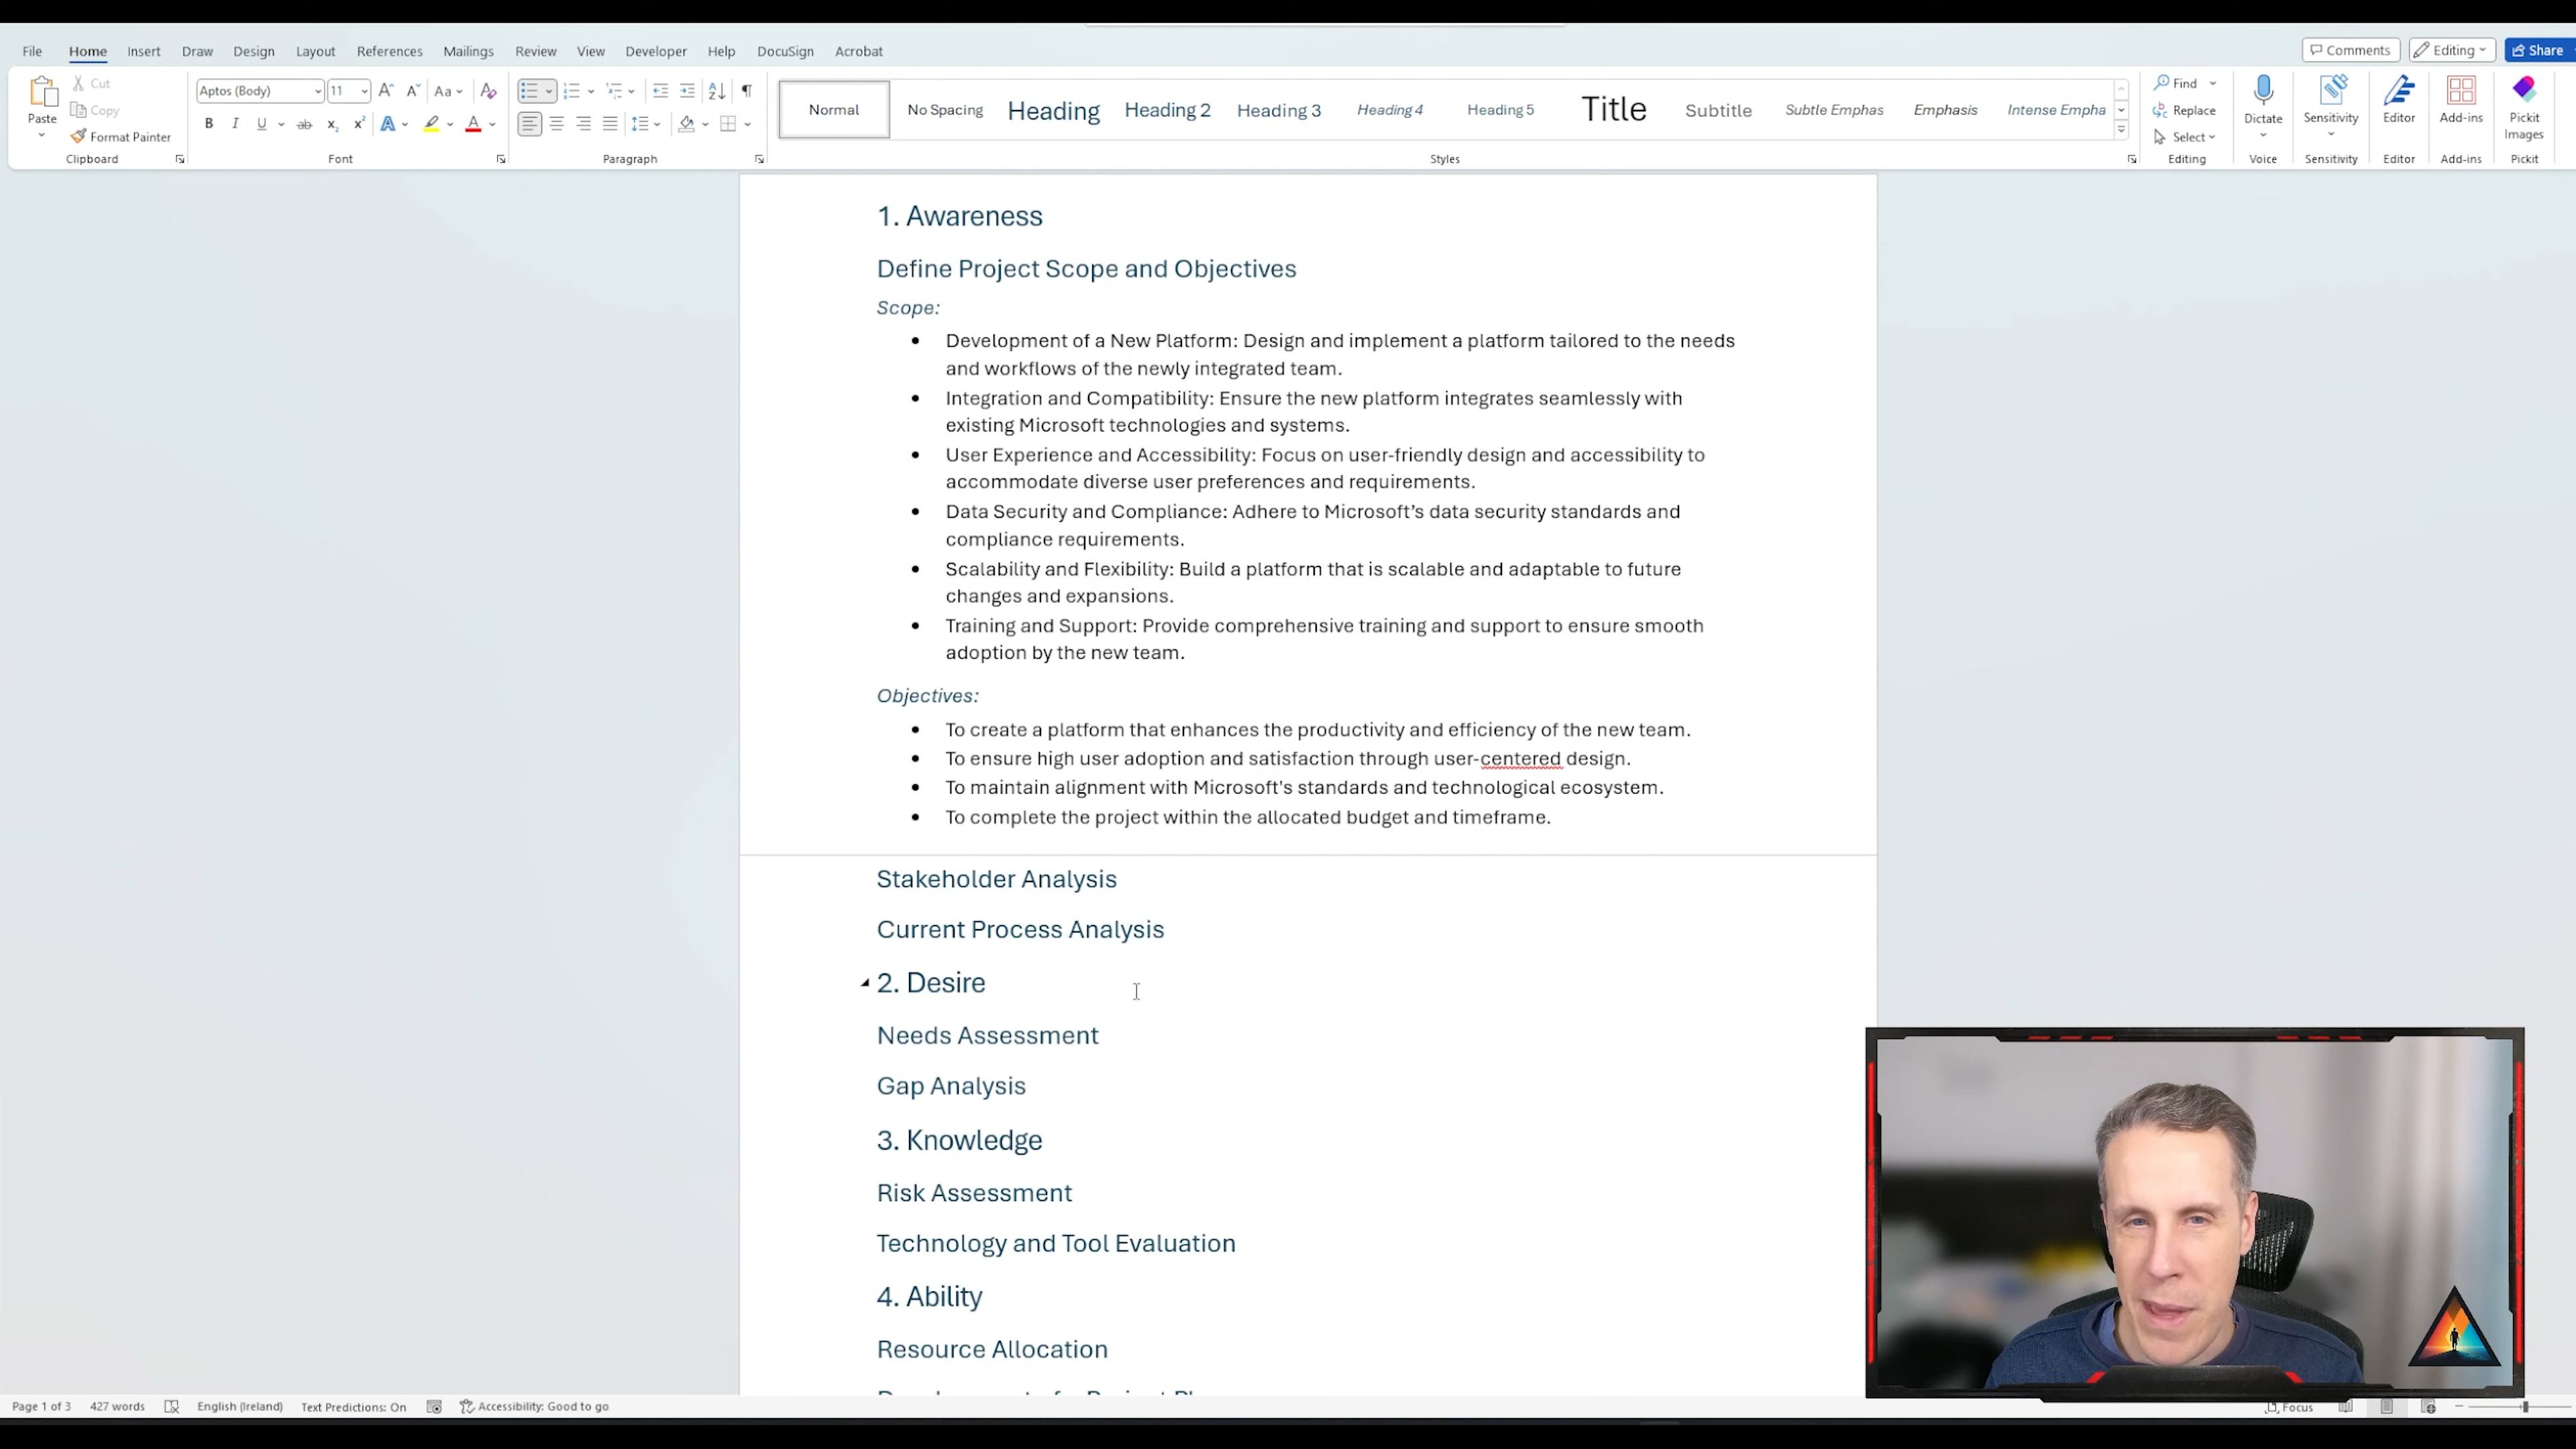 File Home Insert Draw Design Layout References Mailings Review View Developer Help DocuSign Acrobat Comments Editing Share
Paste Cut Copy Format Painter Clipboard
Aptos (Body) 11 Font
Paragraph
Normal No Spacing Heading Heading 2 Heading 3 Heading 4 Heading 5 Title Subtitle Subtle Emphas Emphasis Intense Empha Styles
Find Replace Select Editing
Dictate Voice
Sensitivity Sensitivity
Editor Editor
Add-ins Add-ins
Pickit Images Pickit
1. Awareness
Define Project Scope and Objectives
Scope:
• Development of a New Platform: Design and implement a platform tailored to the needs
and workflows of the newly integrated team.
• Integration and Compatibility: Ensure the new platform integrates seamlessly with
existing Microsoft technologies and systems.
• User Experience and Accessibility: Focus on user-friendly design and accessibility to
accommodate diverse user preferences and requirements.
• Data Security and Compliance: Adhere to Microsoft’s data security standards and
compliance requirements.
• Scalability and Flexibility: Build a platform that is scalable and adaptable to future
changes and expansions.
• Training and Support: Provide comprehensive training and support to ensure smooth
adoption by the new team.
Objectives:
• To create a platform that enhances the productivity and efficiency of the new team.
• To ensure high user adoption and satisfaction through user-centered design.
• To maintain alignment with Microsoft's standards and technological ecosystem.
• To complete the project within the allocated budget and timeframe.
Stakeholder Analysis
Current Process Analysis
2. Desire
Needs Assessment
Gap Analysis
3. Knowledge
Risk Assessment
Technology and Tool Evaluation
4. Ability
Resource Allocation
Page 1 of 3 427 words English (Ireland) Text Predictions: On Accessibility: Good to go Focus